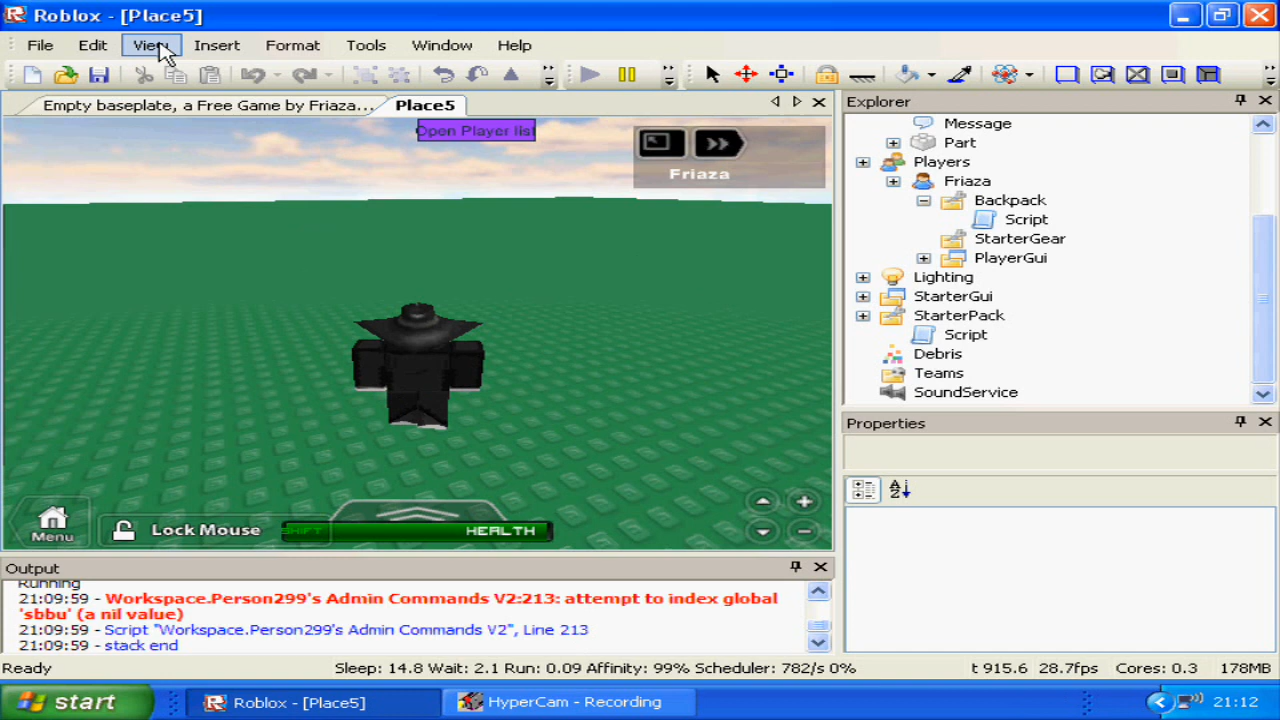 Roblox - [Place5]
File Edit View Insert Format Tools Window Help
Empty baseplate, a Free Game by Friaza... Place5
Open Player list
Friaza
Menu
Lock Mouse
SHIFT
HEALTH
Explorer
Message
Part
Players
Friaza
Backpack
Script
StarterGear
PlayerGui
Lighting
StarterGui
StarterPack
Script
Debris
Teams
SoundService
Properties
Output
Running
21:09:59 - Workspace.Person299's Admin Commands V2:213: attempt to index global
'sbbu' (a nil value)
21:09:59 - Script "Workspace.Person299's Admin Commands V2", Line 213
21:09:59 - stack end
Ready Sleep: 14.8 Wait: 2.1 Run: 0.09 Affinity: 99% Scheduler: 782/s 0% t 915.6 28.7fps Cores: 0.3 178MB
start Roblox - [Place5] HyperCam - Recording 21:12